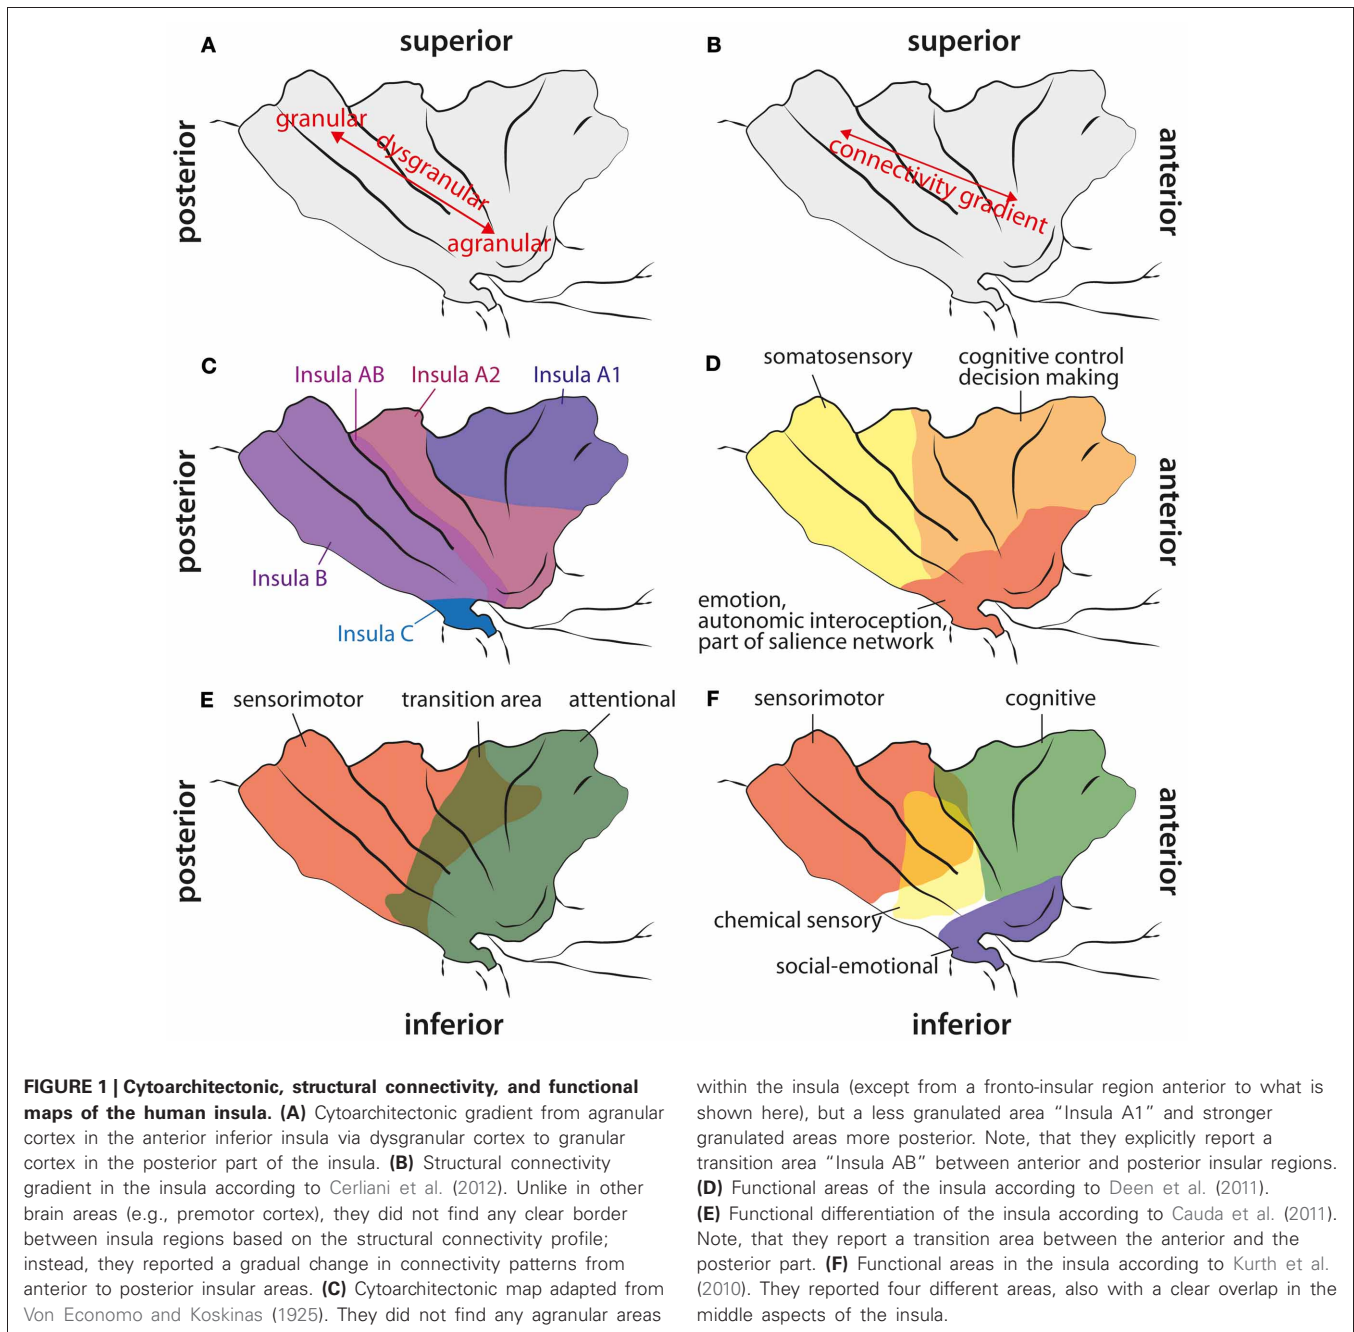 A
superior
B
superior
posterior
granular
dysgranular
agranular
connectivity gradient
anterior
C
Insula AB
Insula A2
Insula A1
posterior
Insula B
Insula C
D
somatosensory
cognitive control
decision making
anterior
emotion,
autonomic interoception,
part of salience network
E
sensorimotor
transition area
attentional
posterior
inferior
F
sensorimotor
cognitive
anterior
chemical sensory
social-emotional
inferior
FIGURE 1 | Cytoarchitectonic, structural connectivity, and functional
maps of the human insula. (A) Cytoarchitectonic gradient from agranular
cortex in the anterior inferior insula via dysgranular cortex to granular
cortex in the posterior part of the insula. (B) Structural connectivity
gradient in the insula according to Cerliani et al. (2012). Unlike in other
brain areas (e.g., premotor cortex), they did not find any clear border
between insula regions based on the structural connectivity profile;
instead, they reported a gradual change in connectivity patterns from
anterior to posterior insular areas. (C) Cytoarchitectonic map adapted from
Von Economo and Koskinas (1925). They did not find any agranular areas
within the insula (except from a fronto-insular region anterior to what is
shown here), but a less granulated area “Insula A1” and stronger
granulated areas more posterior. Note, that they explicitly report a
transition area “Insula AB” between anterior and posterior insular regions.
(D) Functional areas of the insula according to Deen et al. (2011).
(E) Functional differentiation of the insula according to Cauda et al. (2011).
Note, that they report a transition area between the anterior and the
posterior part. (F) Functional areas in the insula according to Kurth et al.
(2010). They reported four different areas, also with a clear overlap in the
middle aspects of the insula.